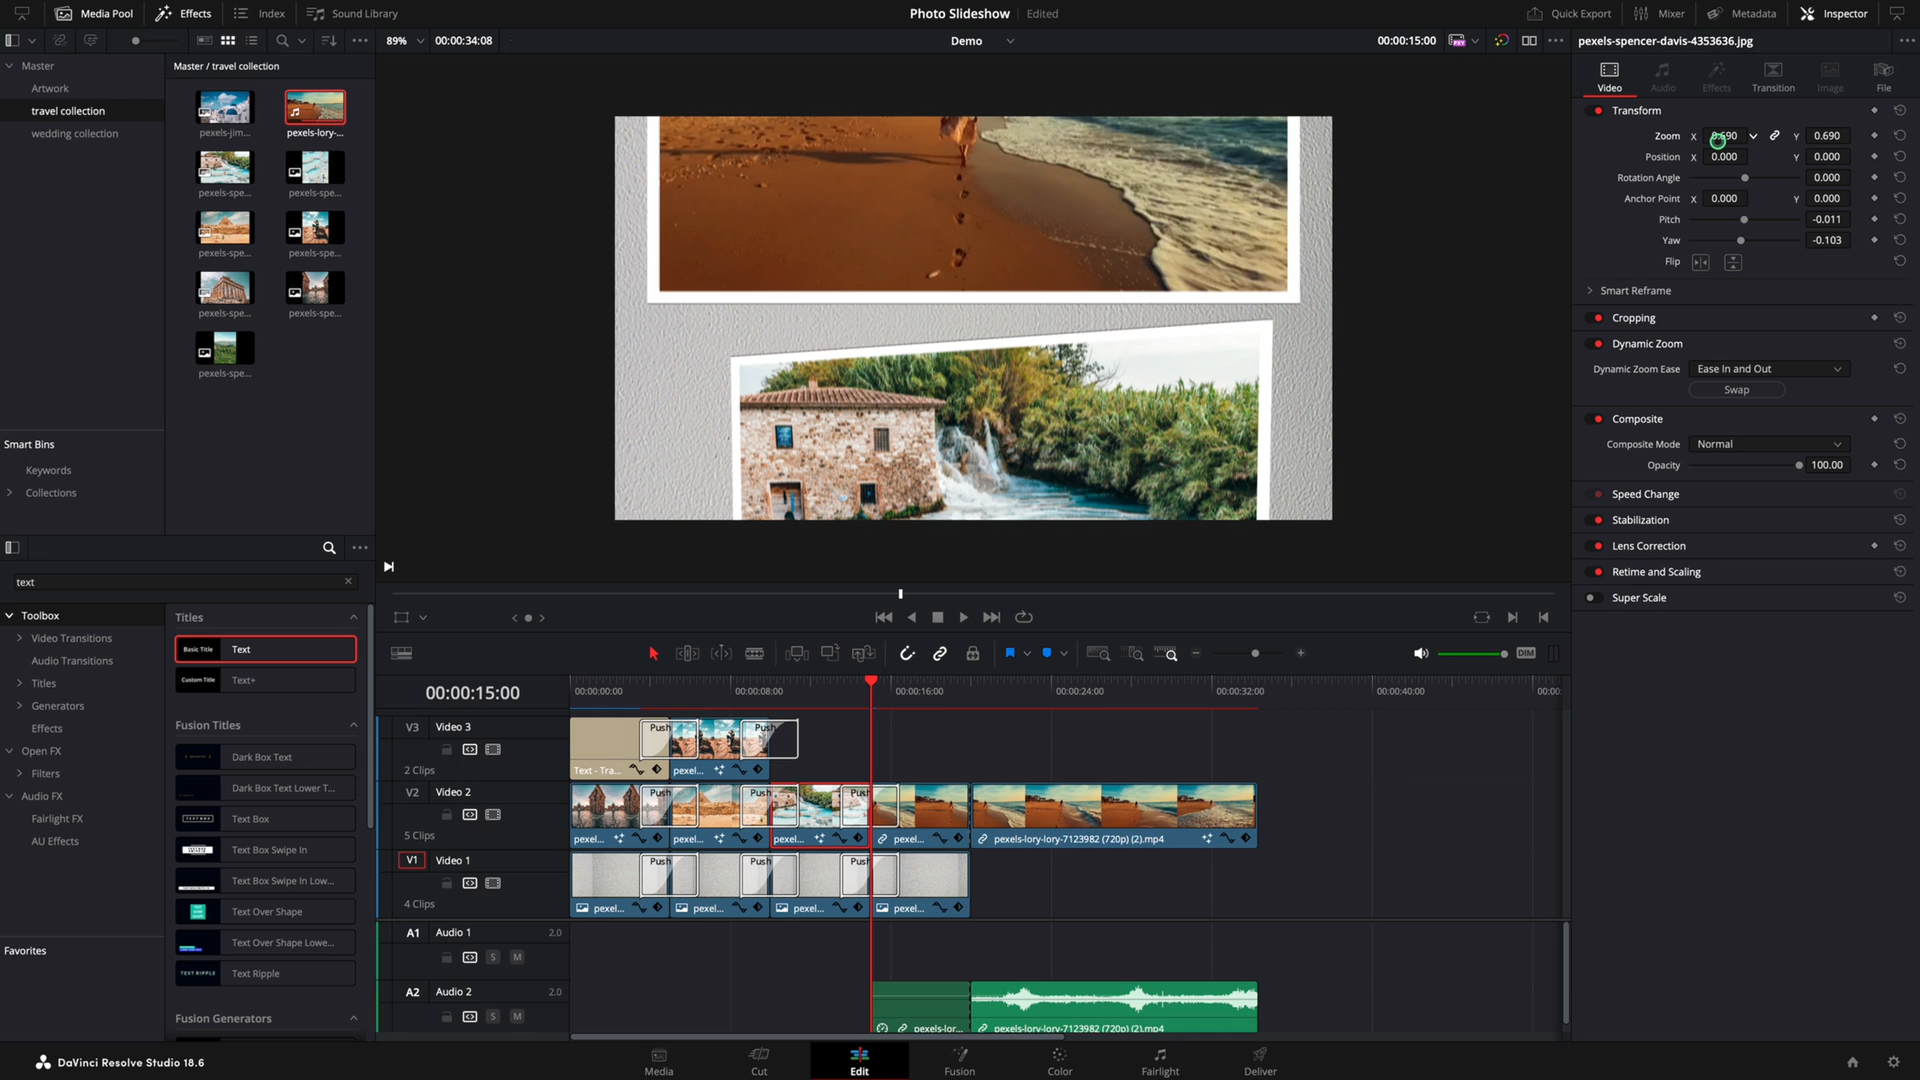 Media Pool
Effects
Index
Sound Library
Photo Slideshow
Edited
Quick Export
Mixer
Metadata
Inspector
89%
00:00:34:08
Demo
00:00:15:00
pexels-spencer-davis-4353636.jpg
Master
Artwork
travel collection
wedding collection
Master / travel collection
pexels-jim...
pexels-lory-...
pexels-spe...
pexels-spe...
pexels-spe...
pexels-spe...
pexels-spe...
pexels-spe...
pexels-spe...
Video
Audio
Effects
Transition
Image
File
Transform
Zoom X 0.690 Y 0.690
Position X 0.000 Y 0.000
Rotation Angle 0.000
Anchor Point X 0.000 Y 0.000
Pitch -0.011
Yaw -0.103
Flip
Smart Reframe
Cropping
Dynamic Zoom
Dynamic Zoom Ease Ease In and Out
Swap
Composite
Composite Mode Normal
Opacity 100.00
Speed Change
Stabilization
Lens Correction
Retime and Scaling
Super Scale
Smart Bins
Keywords
Collections
text
Toolbox
Video Transitions
Audio Transitions
Titles
Generators
Effects
Open FX
Filters
Audio FX
Fairlight FX
AU Effects
Favorites
Titles
Basic Title Text
Custom Title Text+
Fusion Titles
Dark Box Text
Dark Box Text Lower T...
TEXT BOX Text Box
Text Box Swipe In
Text Box Swipe In Low...
Text Over Shape
Text Over Shape Lowe...
TEXT RIPPLE Text Ripple
Fusion Generators
DIM
00:00:15:00
00:00:00:00
00:00:08:00
00:00:16:00
00:00:24:00
00:00:32:00
00:00:40:00
00:00:
V3 Video 3
2 Clips
Push
Push
Text - Tra...
pexel...
V2 Video 2
5 Clips
Push
Push
Push
pexel...
pexel...
pexel...
pexel...
pexels-lory-lory-7123982 (720p) (2).mp4
V1 Video 1
4 Clips
Push
Push
Push
pexel...
pexel...
pexel...
pexel...
A1 Audio 1 2.0
S M
A2 Audio 2 2.0
S M
pexels-lor...
pexels-lory-lory-7123982 (720p) (2).mp4
DaVinci Resolve Studio 18.6
Media
Cut
Edit
Fusion
Color
Fairlight
Deliver